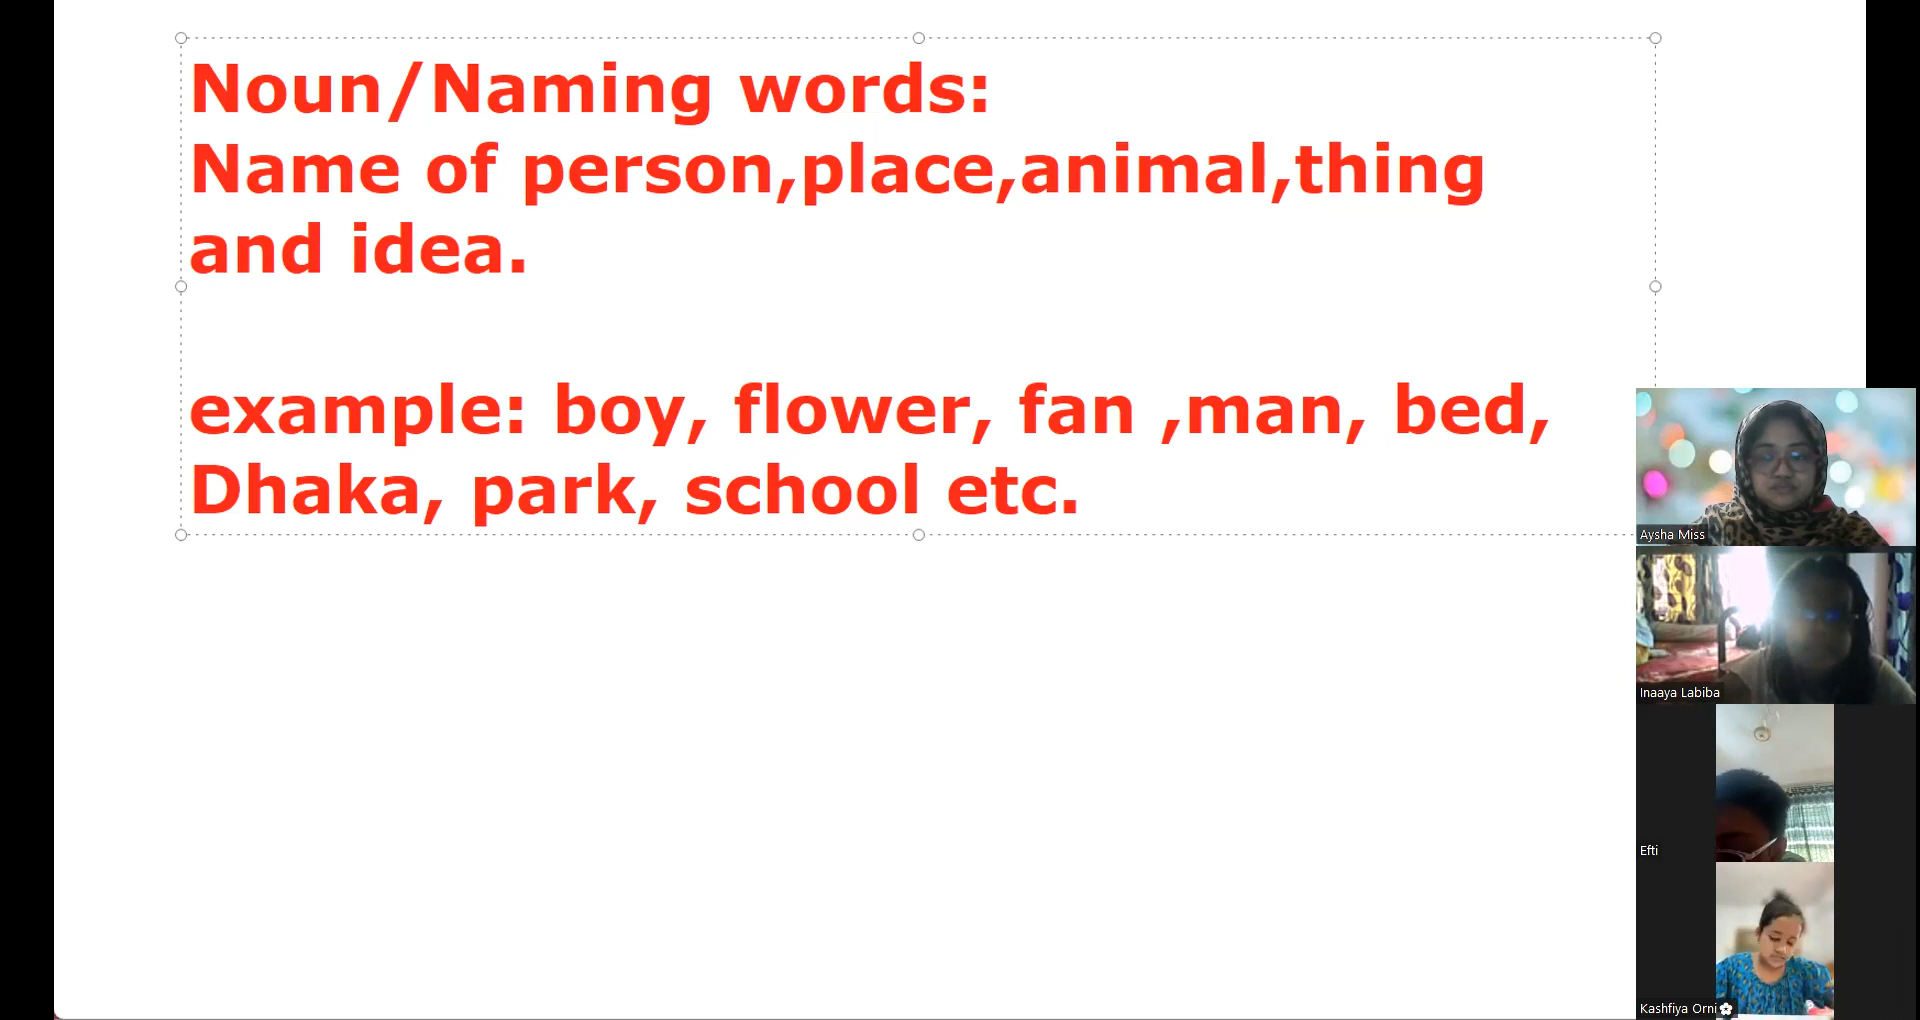 Noun/Naming words:
Name of person,place,animal,thing
and idea.
example: boy, flower, fan ,man, bed,
Dhaka, park, school etc.
Aysha Miss
Inaaya Labiba
Efti
Kashfiya Orni